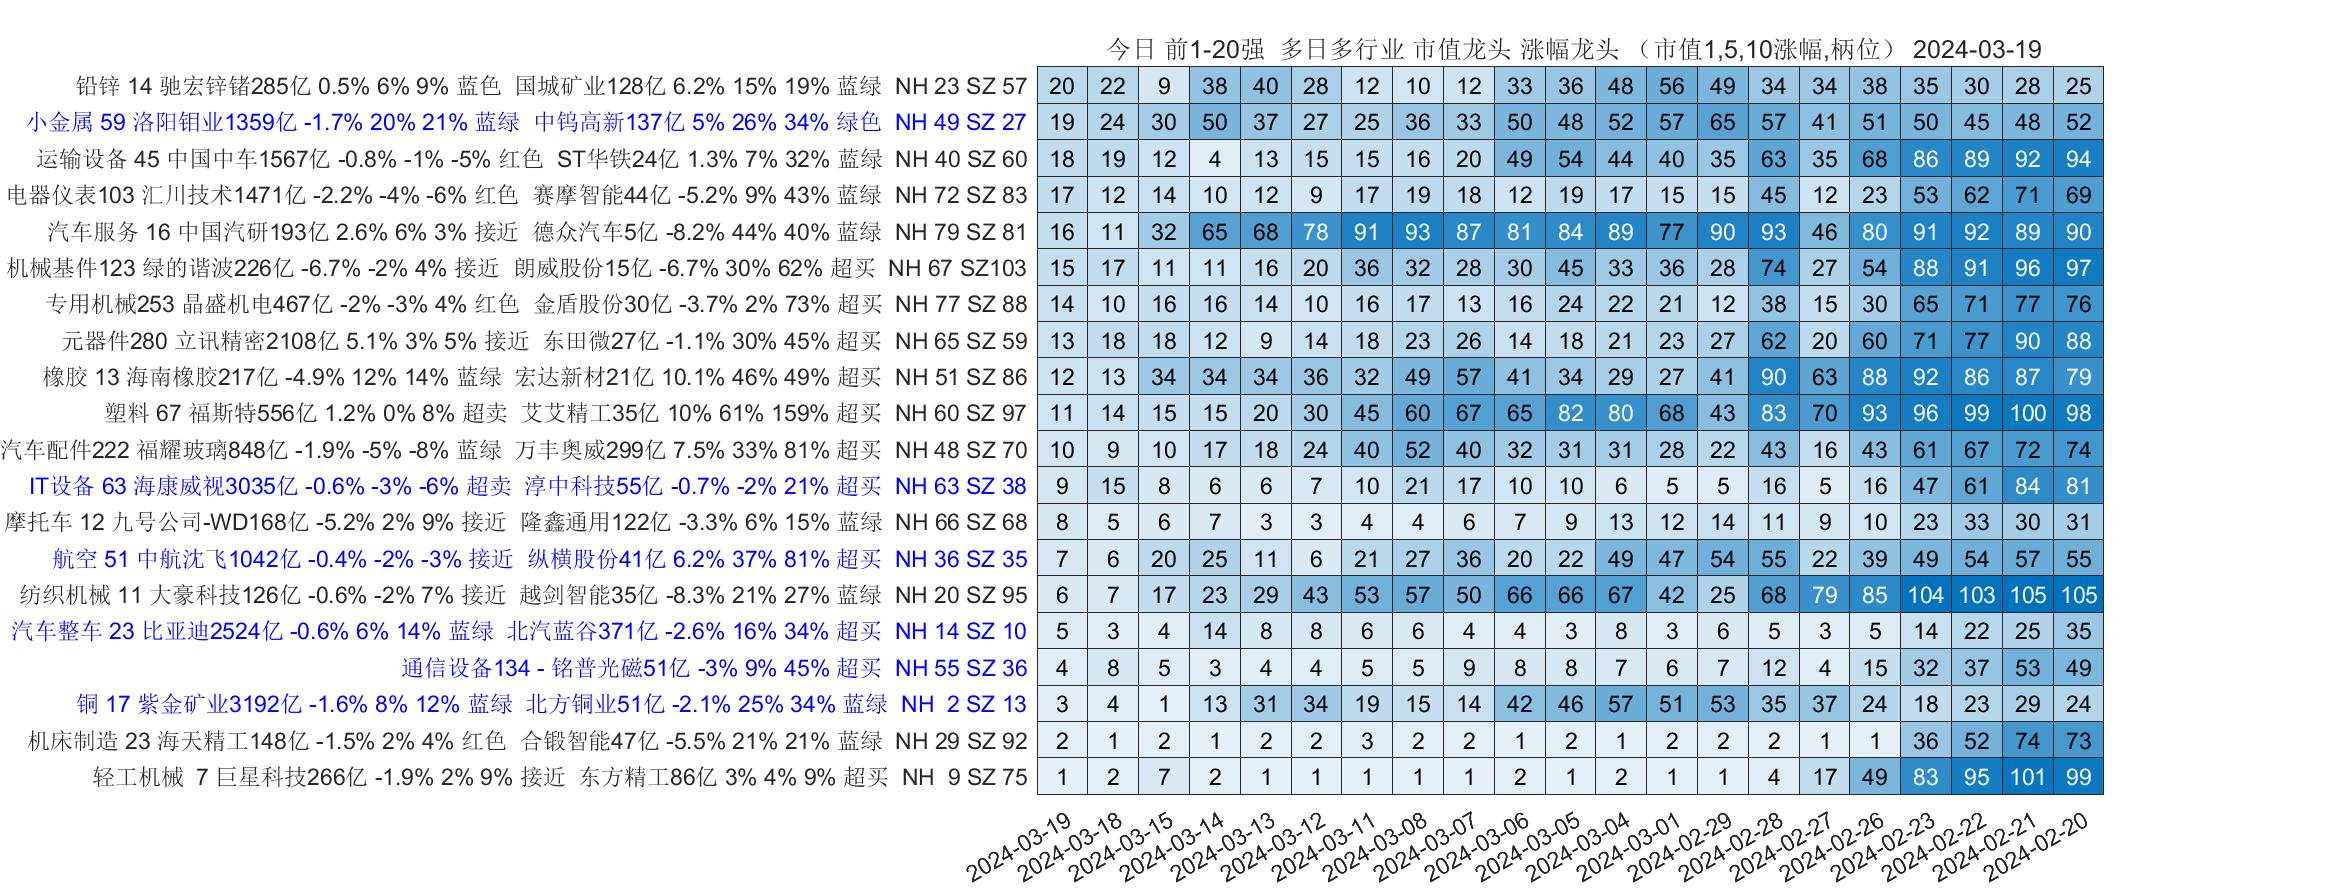 今日 前1-20强 多日多行业 市值龙头 涨幅龙头 （市值1,5,10涨幅,柄位） 2024-03-19
铅锌 14 驰宏锌锗285亿 0.5% 6% 9% 蓝色 国城矿业128亿 6.2% 15% 19% 蓝绿 NH 23 SZ 57 20 22 9 38 40 28 12 10 12 33 36 48 56 49 34 34 38 35 30 28 25
小金属 59 洛阳钼业1359亿 -1.7% 20% 21% 蓝绿 中钨高新137亿 5% 26% 34% 绿色 NH 49 SZ 27 19 24 30 50 37 27 25 36 33 50 48 52 57 65 57 41 51 50 45 48 52
运输设备 45 中国中车1567亿 -0.8% -1% -5% 红色 ST华铁24亿 1.3% 7% 32% 蓝绿 NH 40 SZ 60 18 19 12 4 13 15 15 16 20 49 54 44 40 35 63 35 68 86 89 92 94
电器仪表103 汇川技术1471亿 -2.2% -4% -6% 红色 赛摩智能44亿 -5.2% 9% 43% 蓝绿 NH 72 SZ 83 17 12 14 10 12 9 17 19 18 12 19 17 15 15 45 12 23 53 62 71 69
汽车服务 16 中国汽研193亿 2.6% 6% 3% 接近 德众汽车5亿 -8.2% 44% 40% 蓝绿 NH 79 SZ 81 16 11 32 65 68 78 91 93 87 81 84 89 77 90 93 46 80 91 92 89 90
机械基件123 绿的谐波226亿 -6.7% -2% 4% 接近 朗威股份15亿 -6.7% 30% 62% 超买 NH 67 SZ103 15 17 11 11 16 20 36 32 28 30 45 33 36 28 74 27 54 88 91 96 97
专用机械253 晶盛机电467亿 -2% -3% 4% 红色 金盾股份30亿 -3.7% 2% 73% 超买 NH 77 SZ 88 14 10 16 16 14 10 16 17 13 16 24 22 21 12 38 15 30 65 71 77 76
元器件280 立讯精密2108亿 5.1% 3% 5% 接近 东田微27亿 -1.1% 30% 45% 超买 NH 65 SZ 59 13 18 18 12 9 14 18 23 26 14 18 21 23 27 62 20 60 71 77 90 88
橡胶 13 海南橡胶217亿 -4.9% 12% 14% 蓝绿 宏达新材21亿 10.1% 46% 49% 超买 NH 51 SZ 86 12 13 34 34 34 36 32 49 57 41 34 29 27 41 90 63 88 92 86 87 79
塑料 67 福斯特556亿 1.2% 0% 8% 超卖 艾艾精工35亿 10% 61% 159% 超买 NH 60 SZ 97 11 14 15 15 20 30 45 60 67 65 82 80 68 43 83 70 93 96 99 100 98
汽车配件222 福耀玻璃848亿 -1.9% -5% -8% 蓝绿 万丰奥威299亿 7.5% 33% 81% 超买 NH 48 SZ 70 10 9 10 17 18 24 40 52 40 32 31 31 28 22 43 16 43 61 67 72 74
IT设备 63 海康威视3035亿 -0.6% -3% -6% 超卖 淳中科技55亿 -0.7% -2% 21% 超买 NH 63 SZ 38 9 15 8 6 6 7 10 21 17 10 10 6 5 5 16 5 16 47 61 84 81
摩托车 12 九号公司-WD168亿 -5.2% 2% 9% 接近 隆鑫通用122亿 -3.3% 6% 15% 蓝绿 NH 66 SZ 68 8 5 6 7 3 3 4 4 6 7 9 13 12 14 11 9 10 23 33 30 31
航空 51 中航沈飞1042亿 -0.4% -2% -3% 接近 纵横股份41亿 6.2% 37% 81% 超买 NH 36 SZ 35 7 6 20 25 11 6 21 27 36 20 22 49 47 54 55 22 39 49 54 57 55
纺织机械 11 大豪科技126亿 -0.6% -2% 7% 接近 越剑智能35亿 -8.3% 21% 27% 蓝绿 NH 20 SZ 95 6 7 17 23 29 43 53 57 50 66 66 67 42 25 68 79 85 104 103 105 105
汽车整车 23 比亚迪2524亿 -0.6% 6% 14% 蓝绿 北汽蓝谷371亿 -2.6% 16% 34% 超买 NH 14 SZ 10 5 3 4 14 8 8 6 6 4 4 3 8 3 6 5 3 5 14 22 25 35
通信设备134 - 铭普光磁51亿 -3% 9% 45% 超买 NH 55 SZ 36 4 8 5 3 4 4 5 5 9 8 8 7 6 7 12 4 15 32 37 53 49
铜 17 紫金矿业3192亿 -1.6% 8% 12% 蓝绿 北方铜业51亿 -2.1% 25% 34% 蓝绿 NH 2 SZ 13 3 4 1 13 31 34 19 15 14 42 46 57 51 53 35 37 24 18 23 29 24
机床制造 23 海天精工148亿 -1.5% 2% 4% 红色 合锻智能47亿 -5.5% 21% 21% 蓝绿 NH 29 SZ 92 2 1 2 1 2 2 3 2 2 1 2 1 2 2 2 1 1 36 52 74 73
轻工机械 7 巨星科技266亿 -1.9% 2% 9% 接近 东方精工86亿 3% 4% 9% 超买 NH 9 SZ 75 1 2 7 2 1 1 1 1 1 2 1 2 1 1 4 17 49 83 95 101 99
2024-03-19 2024-03-18 2024-03-15 2024-03-14 2024-03-13 2024-03-12 2024-03-11 2024-03-08 2024-03-07 2024-03-06 2024-03-05 2024-03-04 2024-03-01 2024-02-29 2024-02-28 2024-02-27 2024-02-26 2024-02-23 2024-02-22 2024-02-21 2024-02-20